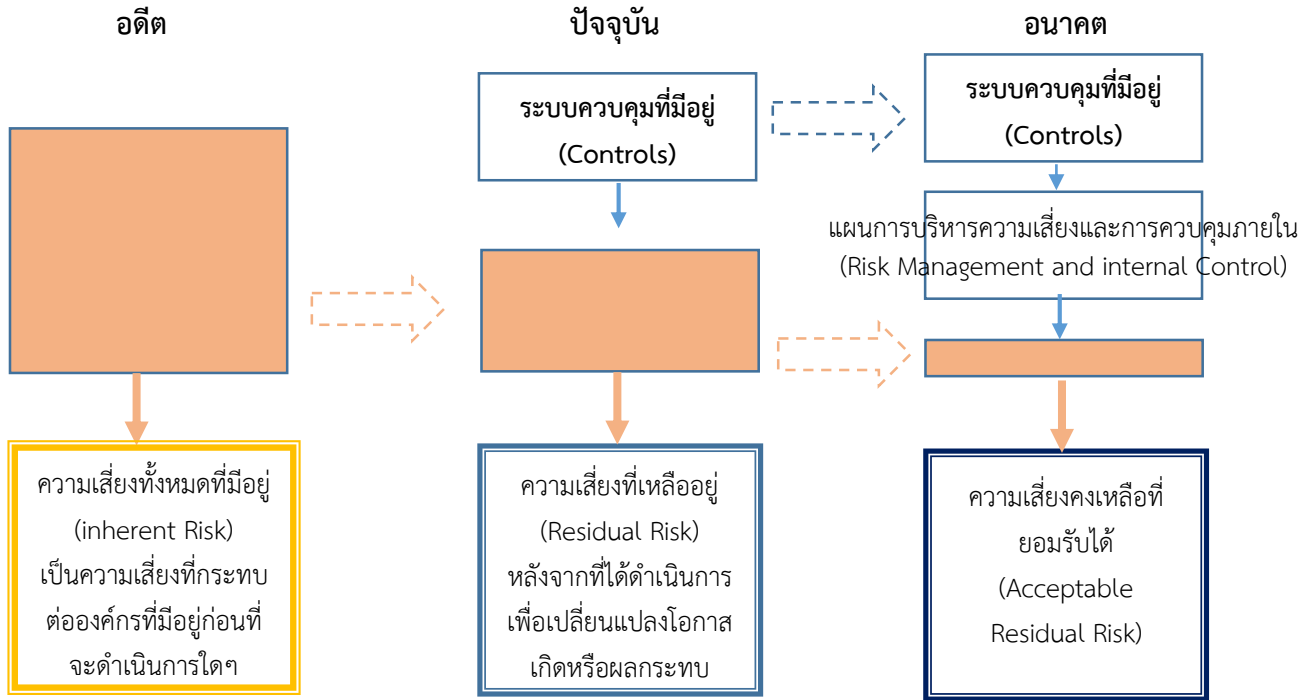 อดีต
ปัจจุบัน
อนาคต
ระบบควบคุมที่มีอยู่
(Controls)
ระบบควบคุมที่มีอยู่
(Controls)
แผนการบริหารความเสี่ยงและการควบคุมภายใน
(Risk Management and internal Control)
ความเสี่ยงทั้งหมดที่มีอยู่
(inherent Risk)
เป็นความเสี่ยงที่กระทบ
ต่อองค์กรที่มีอยู่ก่อนที่
จะดำเนินการใดๆ
ความเสี่ยงที่เหลืออยู่
(Residual Risk)
หลังจากที่ได้ดำเนินการ
เพื่อเปลี่ยนแปลงโอกาส
เกิดหรือผลกระทบ
ความเสี่ยงคงเหลือที่
ยอมรับได้
(Acceptable
Residual Risk)